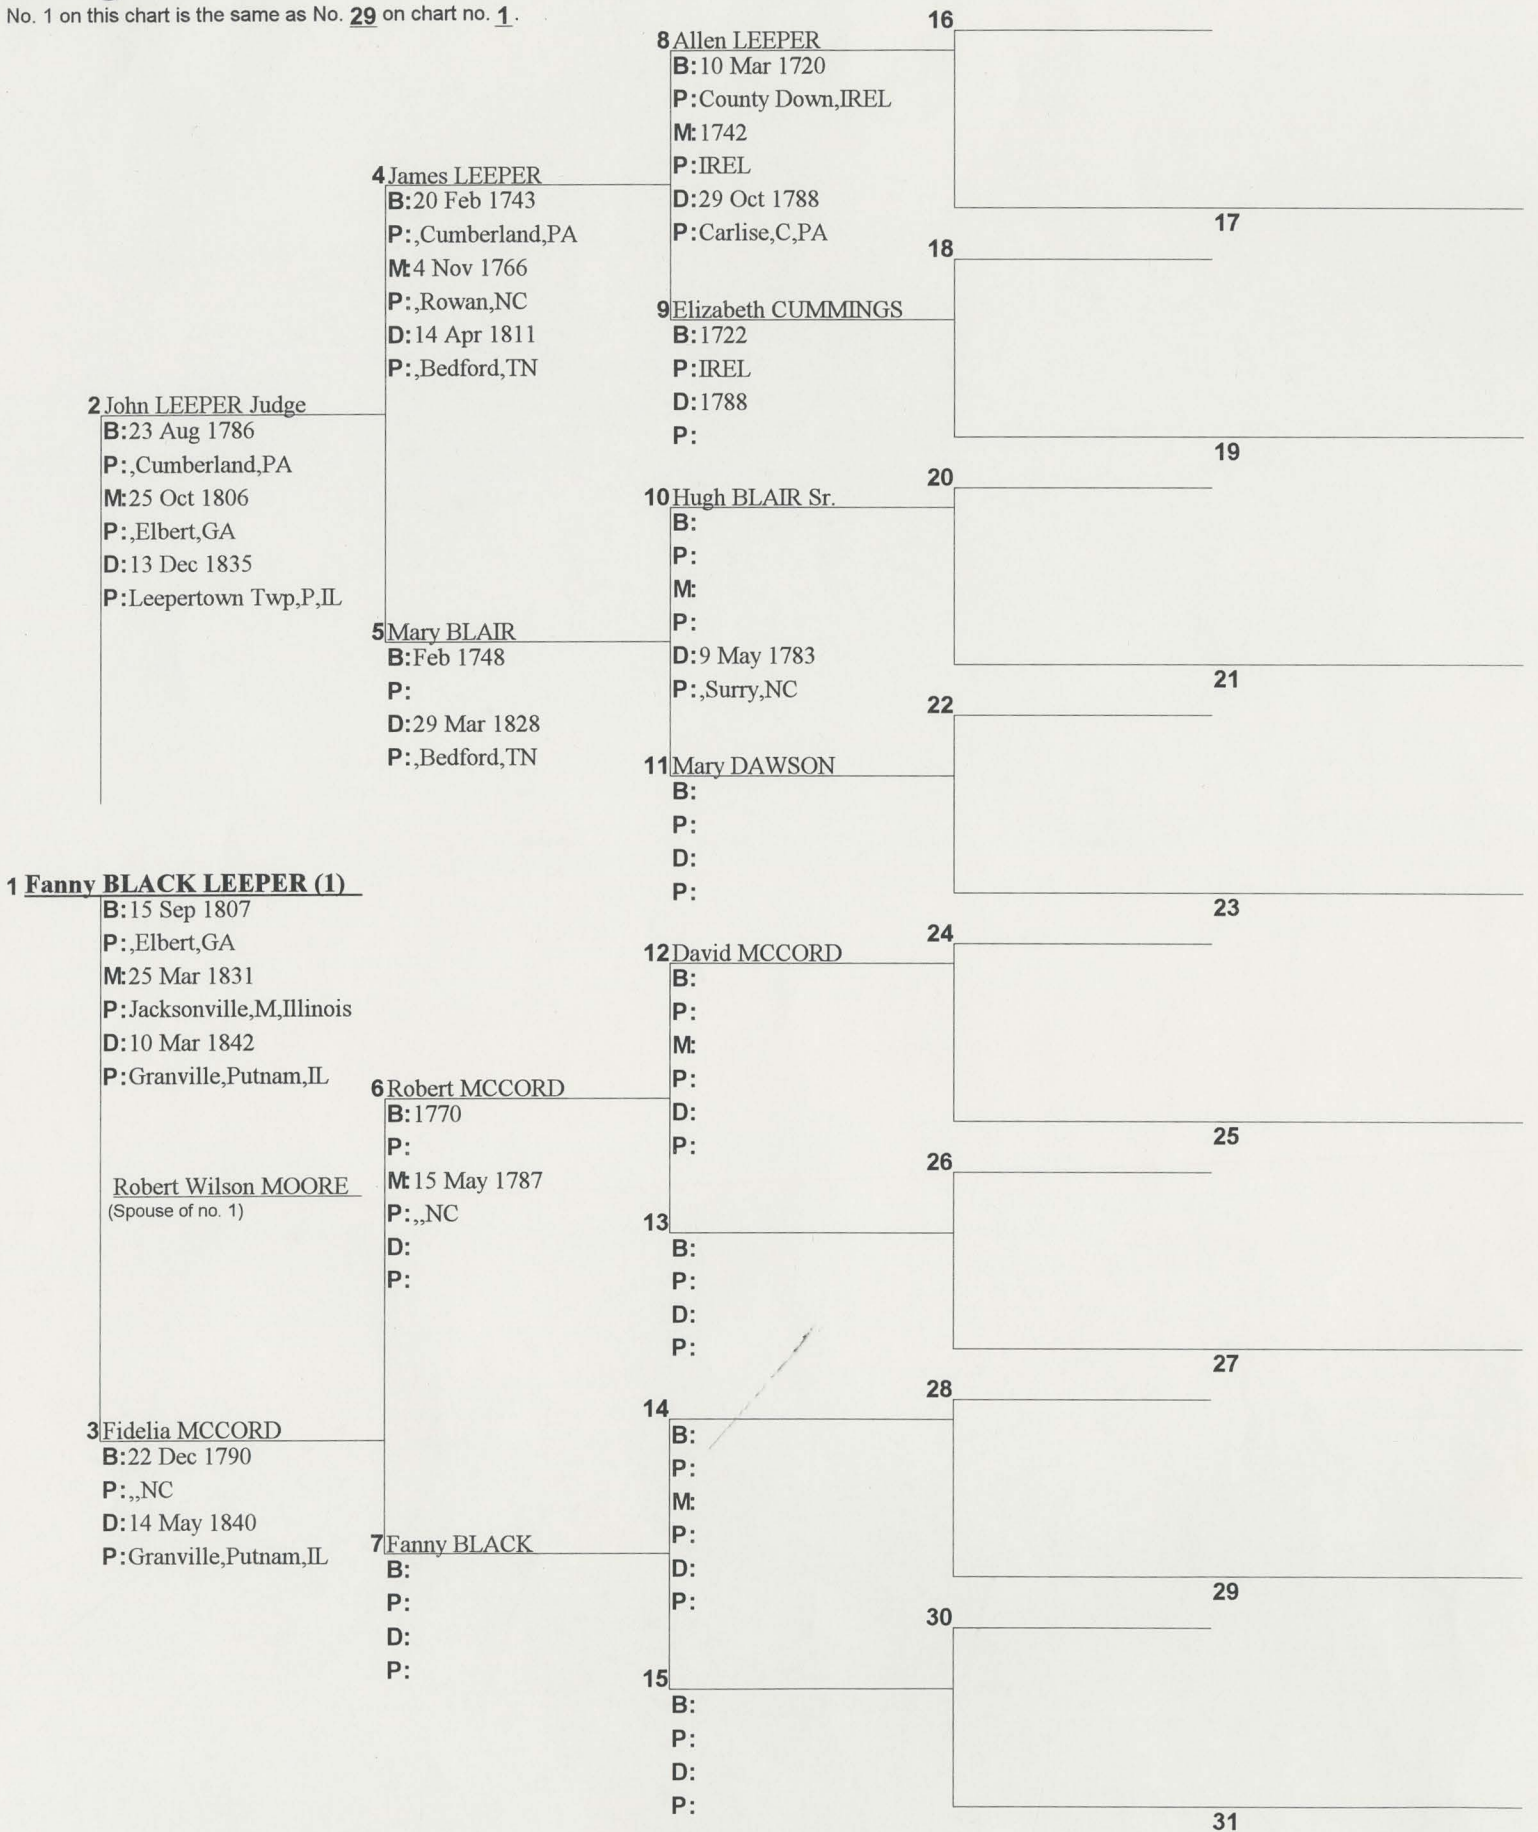 No. 1 on this chart is the same as No. 29 on chart no. 1.
1 Fanny BLACK LEEPER (1)
B:15 Sep 1807
P:,Elbert,GA
M:25 Mar 1831
P:Jacksonville,M,Illinois
D:10 Mar 1842
P:Granville,Putnam,IL
Robert Wilson MOORE
(Spouse of no. 1)
2 John LEEPER Judge
B:23 Aug 1786
P:,Cumberland,PA
M:25 Oct 1806
P:,Elbert,GA
D:13 Dec 1835
P:Leepertown Twp,P,IL
3 Fidelia MCCORD
B:22 Dec 1790
P:,,NC
D:14 May 1840
P:Granville,Putnam,IL
4 James LEEPER
B:20 Feb 1743
P:,Cumberland,PA
M:4 Nov 1766
P:,Rowan,NC
D:14 Apr 1811
P:,Bedford,TN
5 Mary BLAIR
B:Feb 1748
P:
D:29 Mar 1828
P:,Bedford,TN
6 Robert MCCORD
B:1770
P:
M:15 May 1787
P:,,NC
D:
P:
7 Fanny BLACK
B:
P:
D:
P:
8 Allen LEEPER
B:10 Mar 1720
P:County Down,IREL
M:1742
P:IREL
D:29 Oct 1788
P:Carlise,C,PA
9 Elizabeth CUMMINGS
B:1722
P:IREL
D:1788
P:
10 Hugh BLAIR Sr.
B:
P:
M:
P:
D:9 May 1783
P:,Surry,NC
11 Mary DAWSON
B:
P:
D:
P:
12 David MCCORD
B:
P:
M:
P:
D:
P:
13
B:
P:
D:
P:
14
B:
P:
M:
P:
D:
P:
15
B:
P:
D:
P:
16
17
18
19
20
21
22
23
24
25
26
27
28
29
30
31